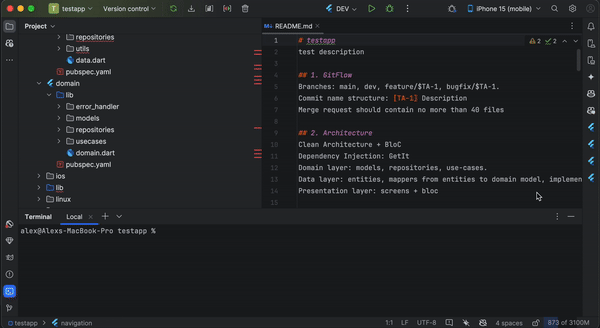 T testapp Version control DEV iPhone 15 (mobile)
Project
repositories
utils
data.dart
pubspec.yaml
domain
lib
error_handler
models
repositories
usecases
domain.dart
pubspec.yaml
ios
lib
linux
README.md
2 2
1 # testapp
2 test description
3
4 ## 1. GitFlow
5 Branches: main, dev, feature/$TA-1, bugfix/$TA-1.
6 Commit name structure: [TA-1] Description
7 Merge request should contain no more than 40 files
8
9 ## 2. Architecture
10 Clean Architecture + BloC
11 Dependency Injection: GetIt
12 Domain layer: models, repositories, use-cases.
13 Data layer: entities, mappers from entities to domain model, implemen
14 Presentation layer: screens + bloc
15
Terminal Local
alex@Alexs-MacBook-Pro testapp %
testapp > navigation 1:1 LF UTF-8 4 spaces 873 of 3100M